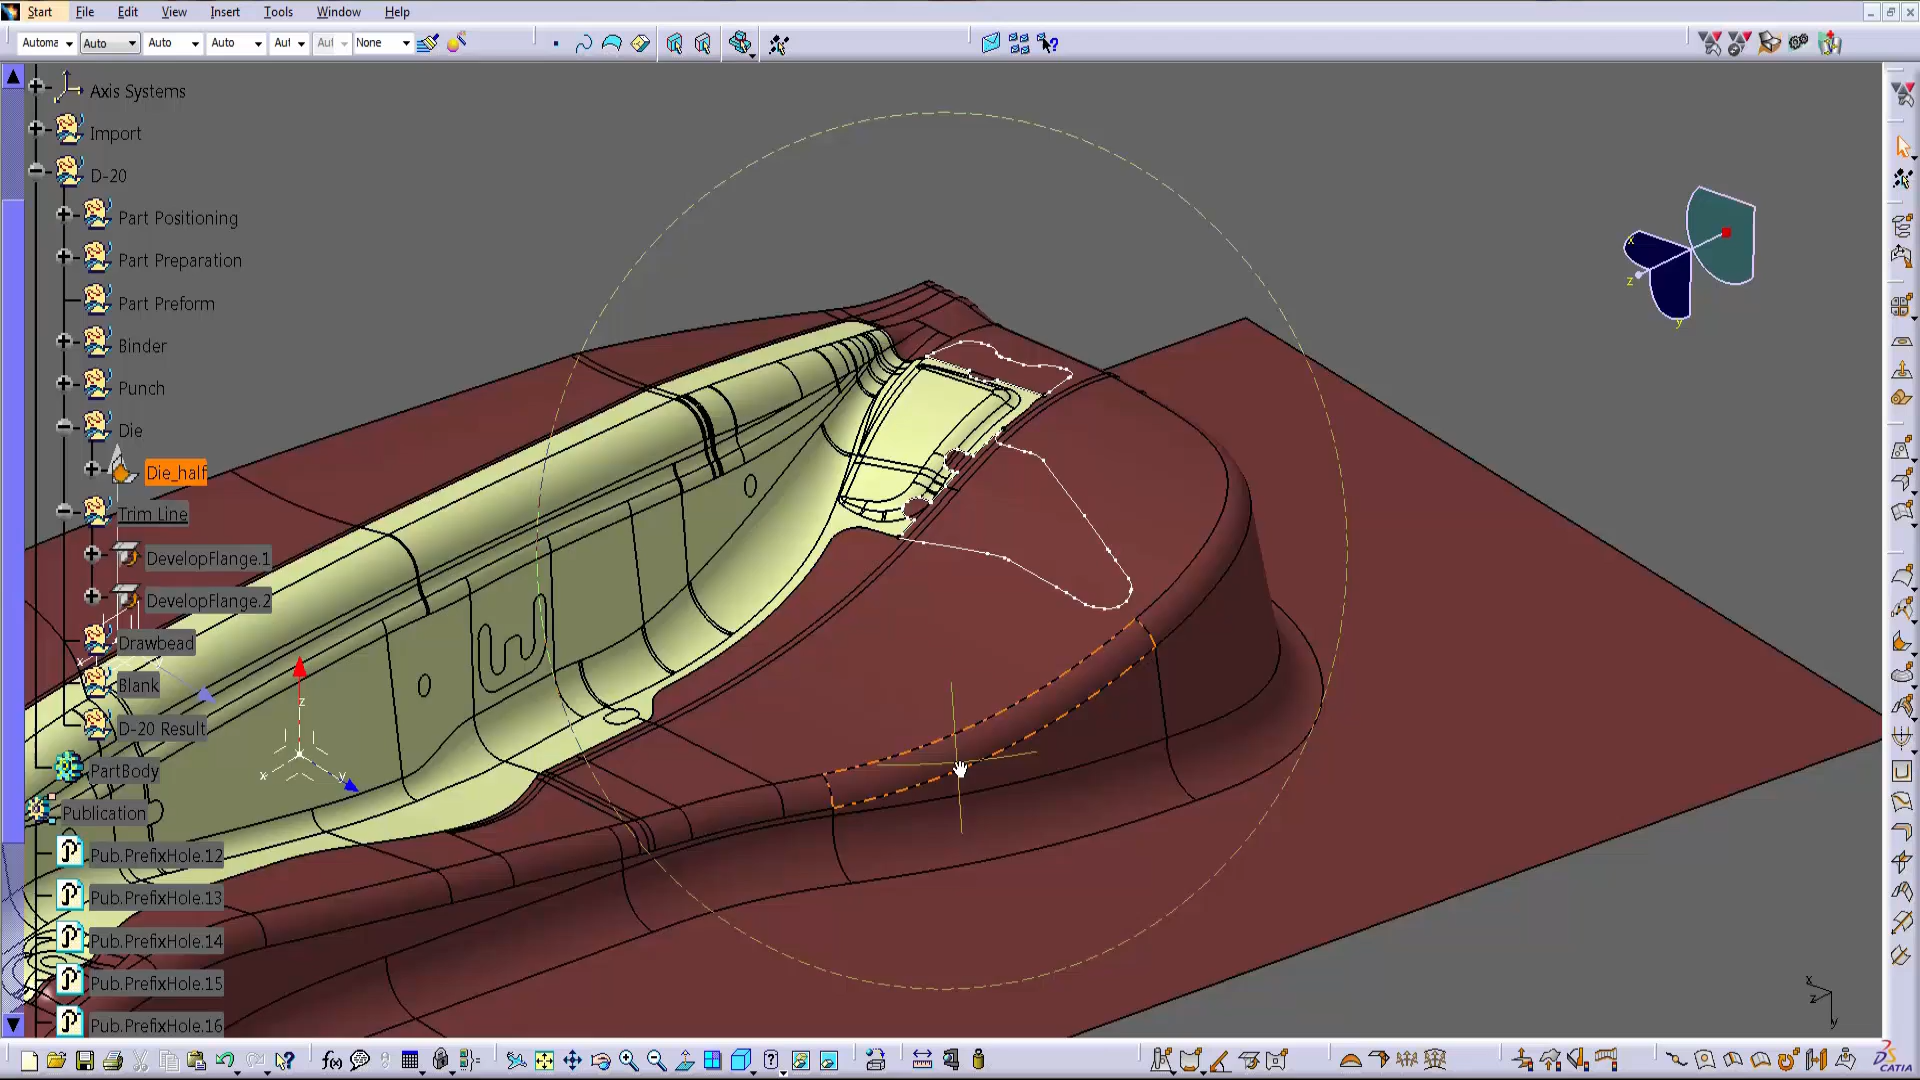 Start File Edit View Insert Tools Window Help
Automa Auto Auto Auto Aut Aut None
Axis Systems
Import
D-20
Part Positioning
Part Preparation
Part Preform
Binder
Punch
Die
Die_half
Trim Line
DevelopFlange.1
DevelopFlange.2
Drawbead
Blank
D-20 Result
PartBody
Publication
Pub.PrefixHole.12
Pub.PrefixHole.13
Pub.PrefixHole.14
Pub.PrefixHole.15
Pub.PrefixHole.16
x
z
y
z
x
y
x
z
y
f(x)
CATIA